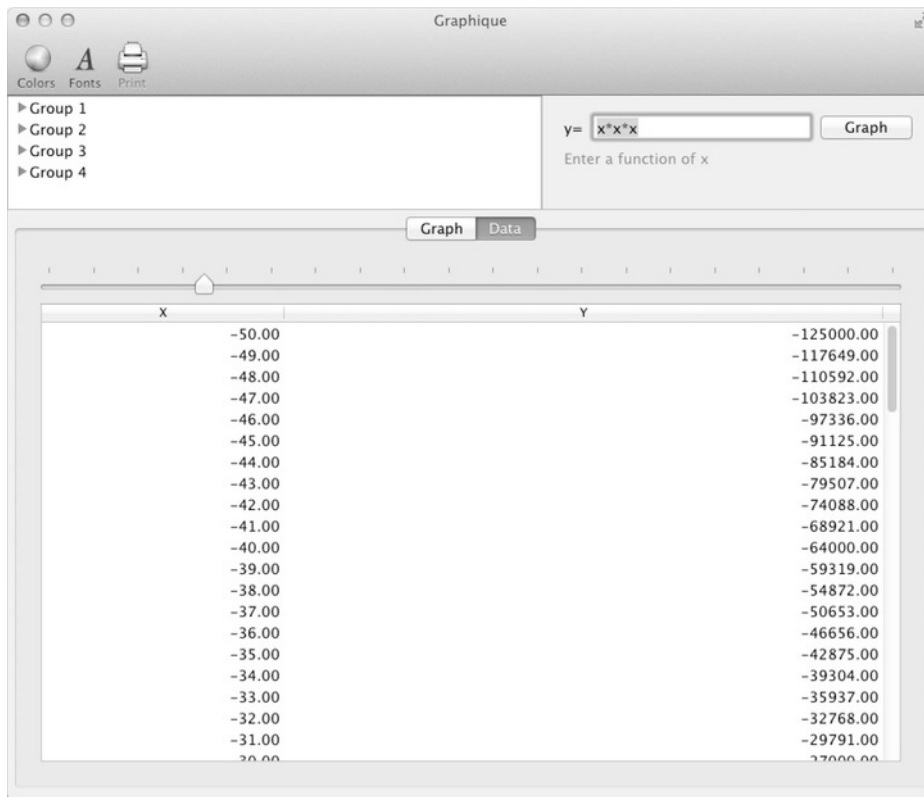 Graphique
Colors Fonts Print
Group 1
Group 2
Group 3
Group 4
y= x*x*x Graph
Enter a function of x
Graph Data
X Y
-50.00 -125000.00
-49.00 -117649.00
-48.00 -110592.00
-47.00 -103823.00
-46.00 -97336.00
-45.00 -91125.00
-44.00 -85184.00
-43.00 -79507.00
-42.00 -74088.00
-41.00 -68921.00
-40.00 -64000.00
-39.00 -59319.00
-38.00 -54872.00
-37.00 -50653.00
-36.00 -46656.00
-35.00 -42875.00
-34.00 -39304.00
-33.00 -35937.00
-32.00 -32768.00
-31.00 -29791.00